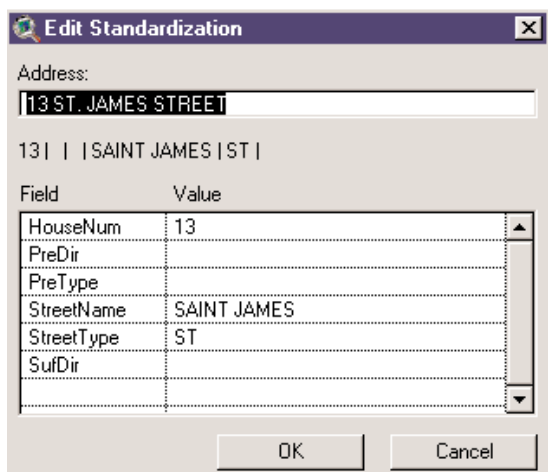 Edit Standardization
Address:
13 ST. JAMES STREET
13 | | | SAINT JAMES | ST |
Field Value
HouseNum 13
PreDir
PreType
StreetName SAINT JAMES
StreetType ST
SufDir
OK Cancel